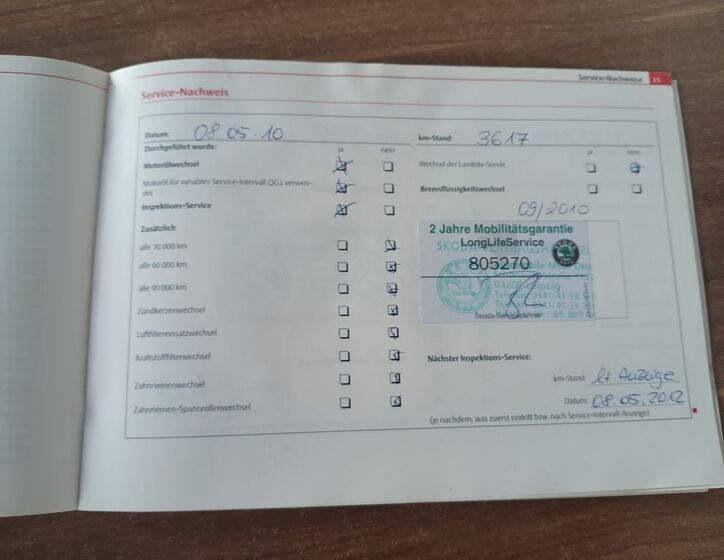 Service-Nachweise 15
Service-Nachweis
Datum: 08.05.10
km-Stand: 3617
Durchgeführt wurde: ja nein
ja nein
Motorölwechsel
Wechsel der Lambda-Sonde
Motoröl für variables Service-Intervall QG1 verwen-
det
Bremsflüssigkeitswechsel
Inspektions-Service
09/2010
Zusätzlich
2 Jahre Mobilitätsgarantie
LongLifeService
805270
Skoda-Servicepartner
alle 30 000 km
alle 60 000 km
alle 90 000 km
Zündkerzenwechsel
Luftfiltereinsatzwechsel
Kraftstofffilterwechsel
Zahnriemenwechsel
Zahnriemen-Spannrollenwechsel
Nächster Inspektions-Service:
km-Stand: lt. Anzeige
Datum: 08.05.2012
(je nachdem, was zuerst eintritt bzw. nach Service-Intervall-Anzeige)